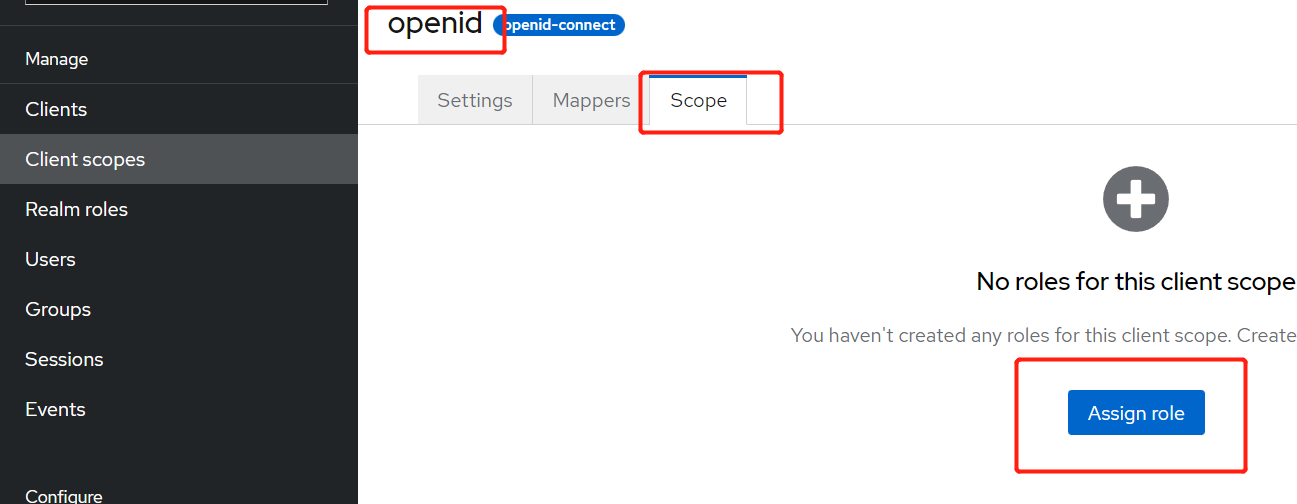 Manage
Clients
Client scopes
Realm roles
Users
Groups
Sessions
Events
Configure
openid openid-connect
Settings Mappers Scope
No roles for this client scope
You haven't created any roles for this client scope. Create
Assign role